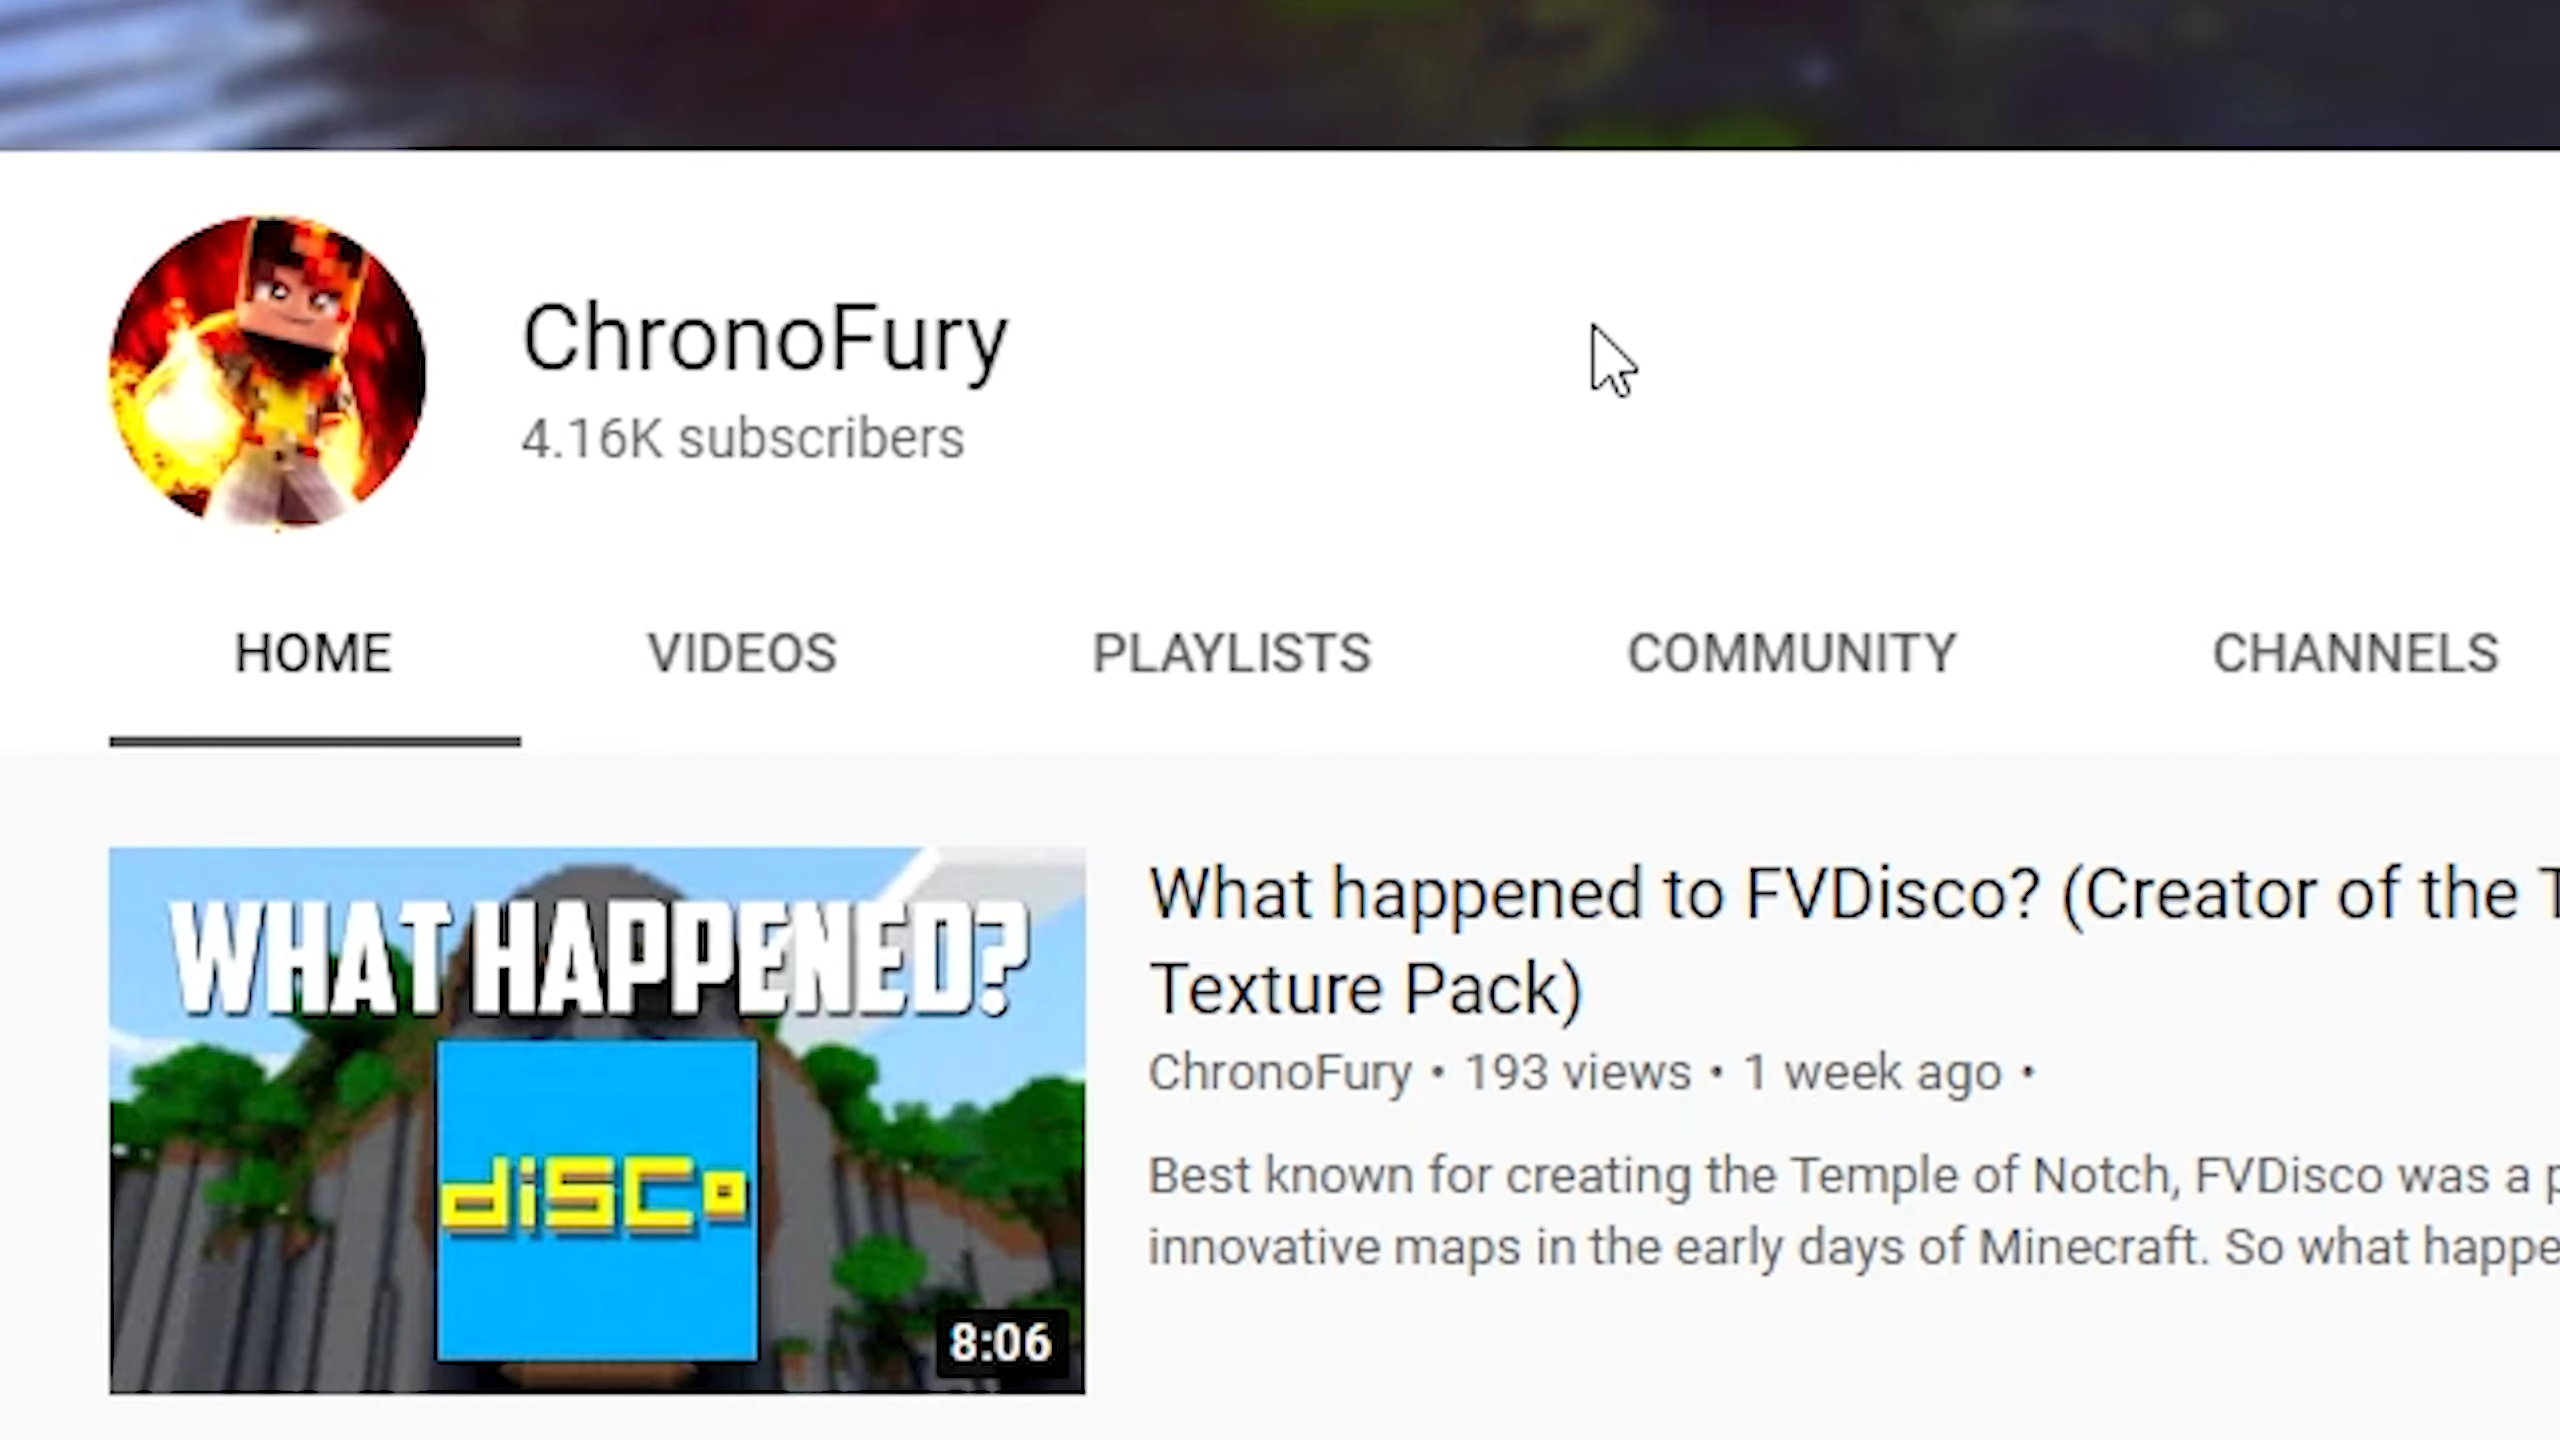 ChronoFury
4.16K subscribers
HOME VIDEOS PLAYLISTS COMMUNITY CHANNELS
WHAT HAPPENED?
disco
8:06
What happened to FVDisco? (Creator of the
Texture Pack)
ChronoFury • 193 views • 1 week ago •
Best known for creating the Temple of Notch, FVDisco was a
innovative maps in the early days of Minecraft. So what